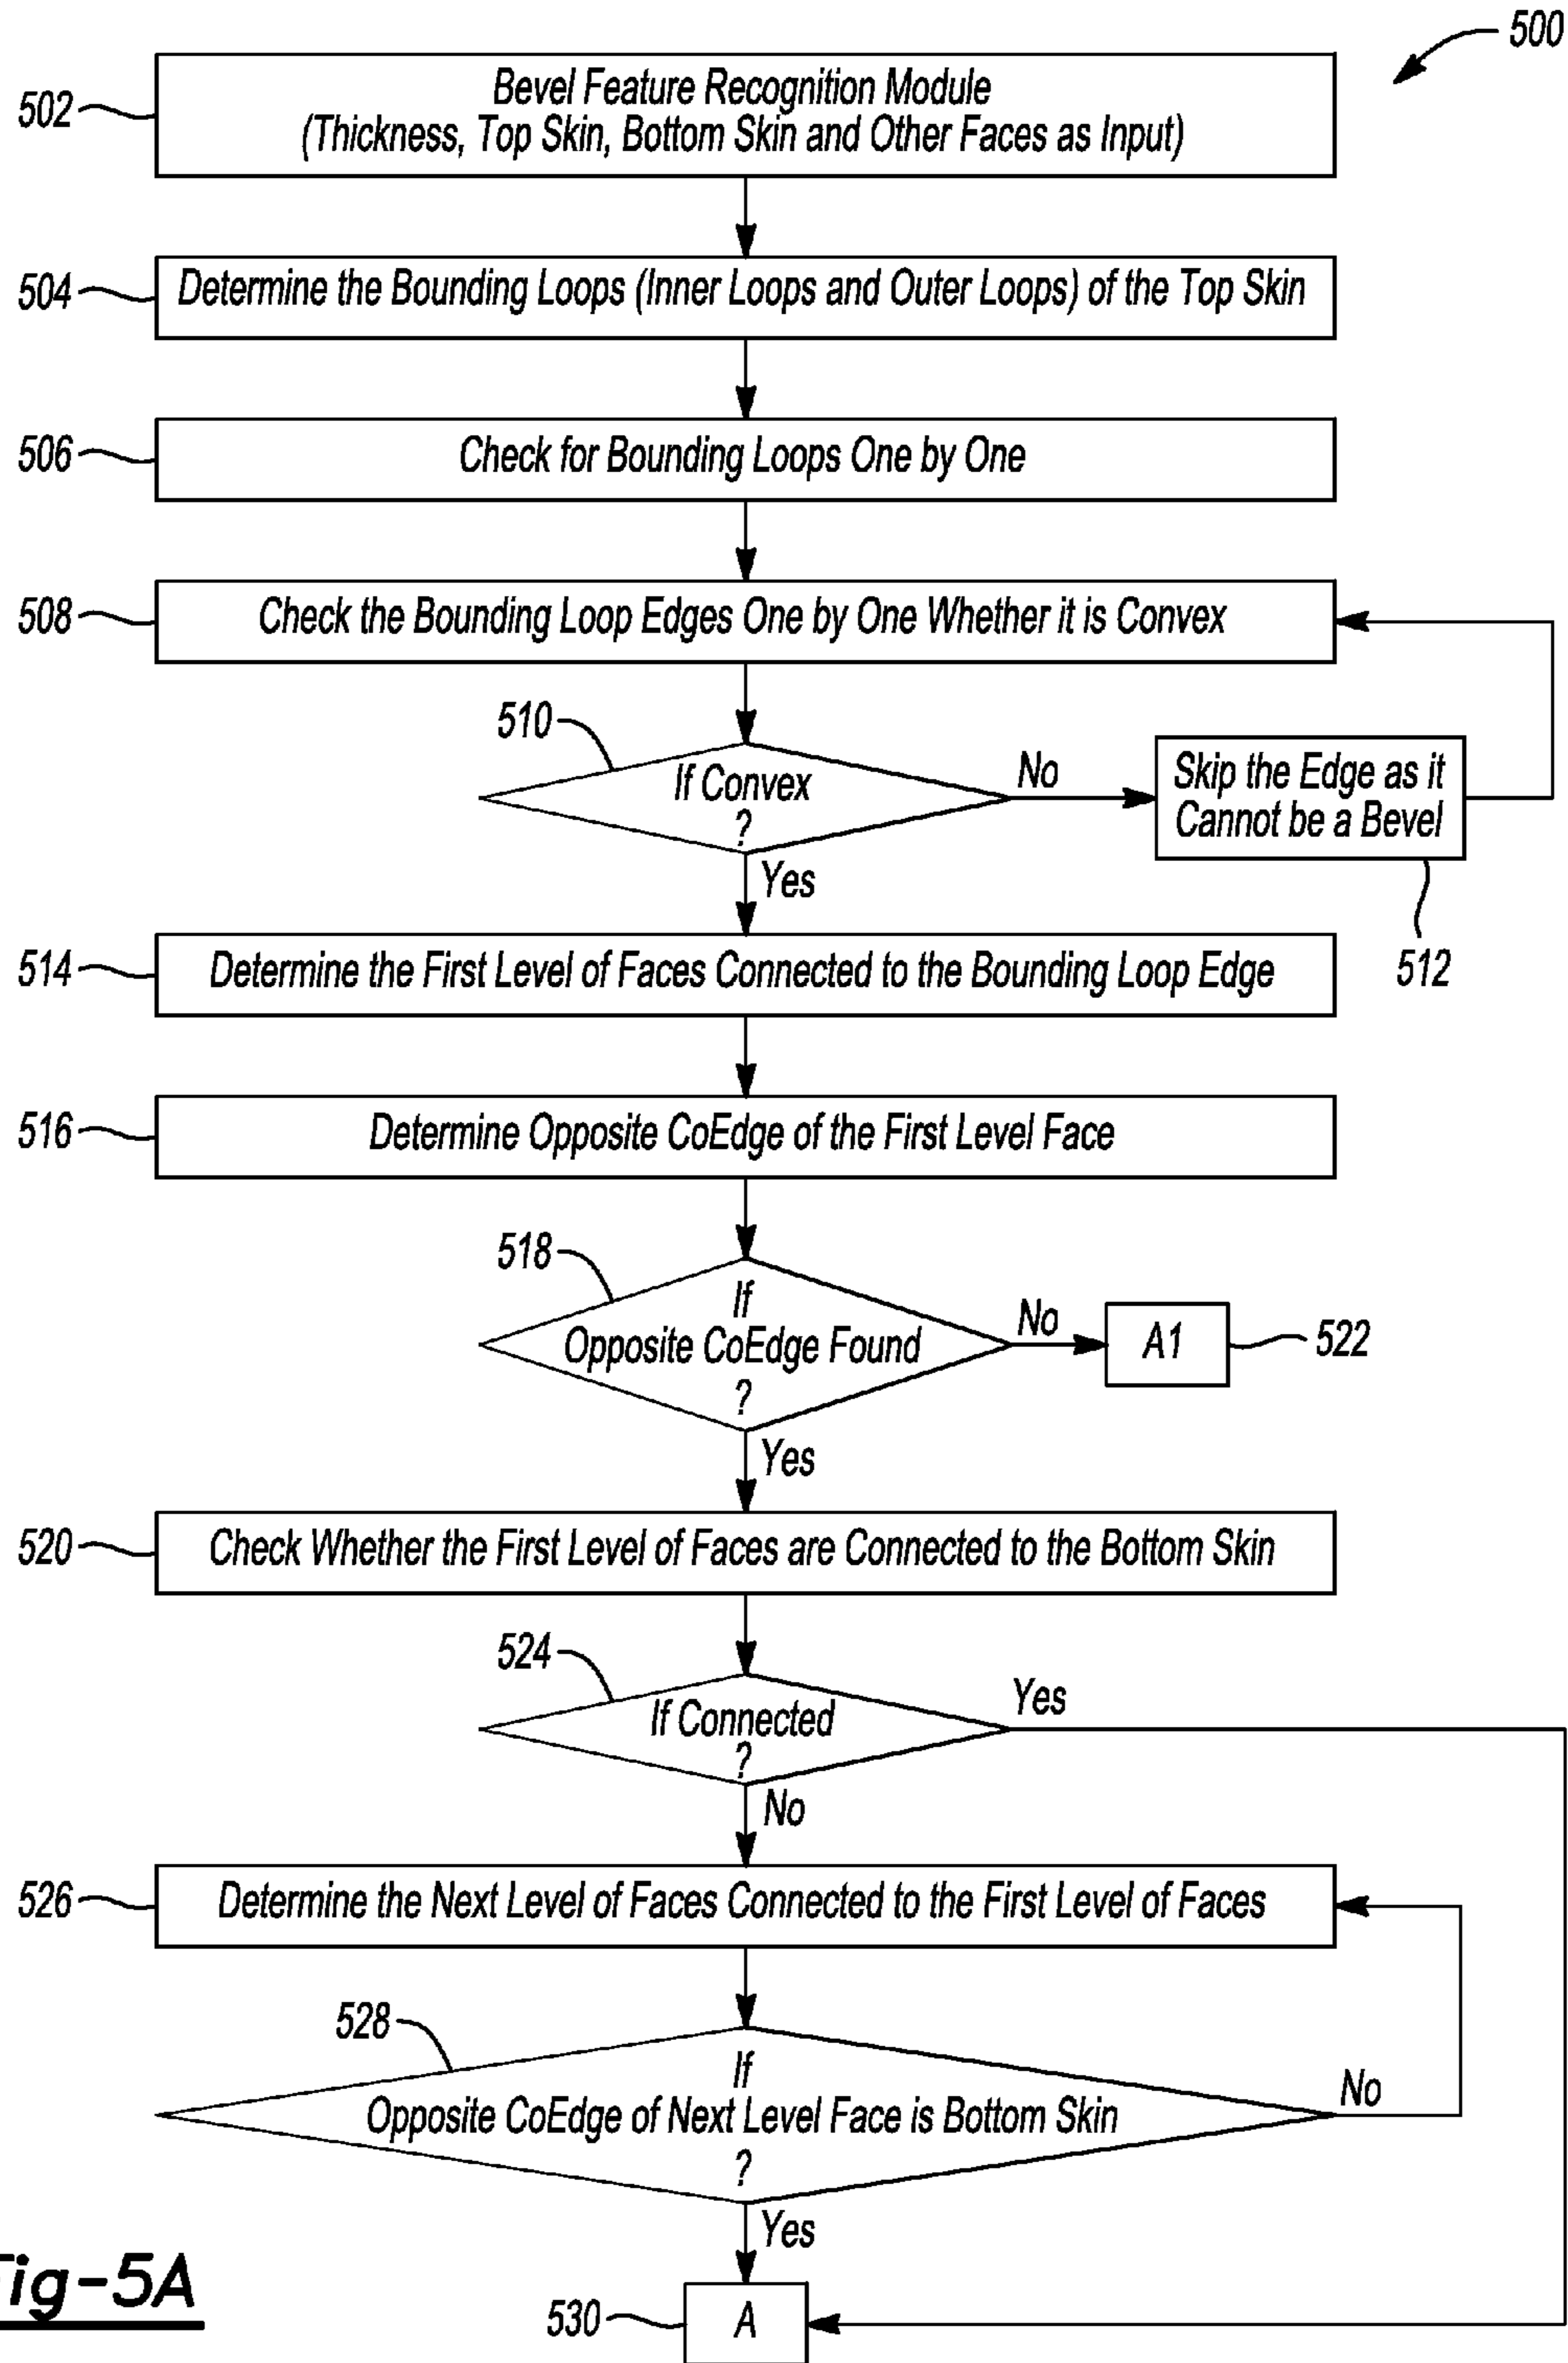 500
502
Bevel Feature Recognition Module
(Thickness, Top Skin, Bottom Skin and Other Faces as Input)
504
Determine the Bounding Loops (Inner Loops and Outer Loops) of the Top Skin
506
Check for Bounding Loops One by One
508
Check the Bounding Loop Edges One by One Whether it is Convex
510
If Convex
?
No
Skip the Edge as it
Cannot be a Bevel
512
Yes
514
Determine the First Level of Faces Connected to the Bounding Loop Edge
516
Determine Opposite CoEdge of the First Level Face
518
If
Opposite CoEdge Found
?
No
A1
522
Yes
520
Check Whether the First Level of Faces are Connected to the Bottom Skin
524
If Connected
?
Yes
No
526
Determine the Next Level of Faces Connected to the First Level of Faces
528
If
Opposite CoEdge of Next Level Face is Bottom Skin
?
No
Yes
530
A
Fig-5A